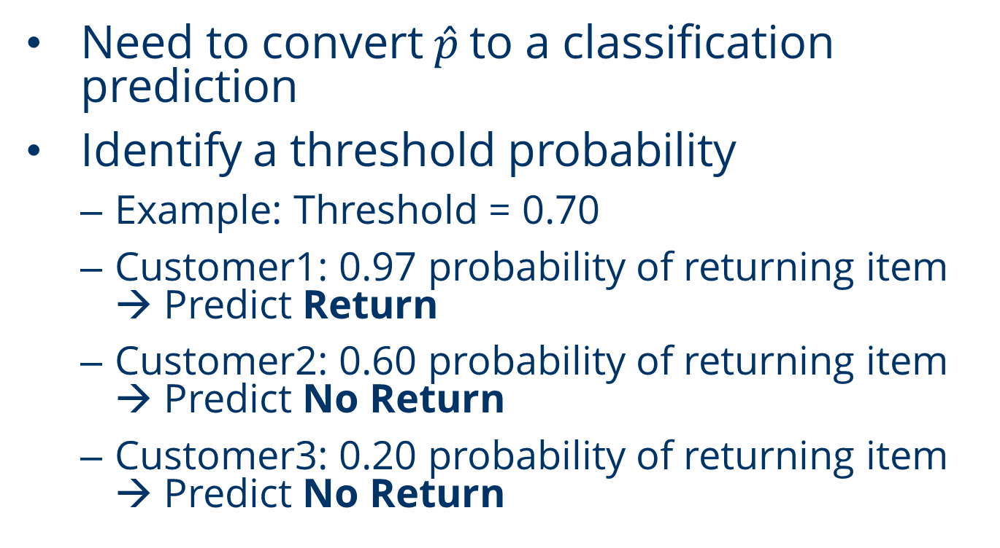 • Need to convert p̂ to a classification
prediction
• Identify a threshold probability
– Example: Threshold = 0.70
– Customer1: 0.97 probability of returning item
→ Predict Return
– Customer2: 0.60 probability of returning item
→ Predict No Return
– Customer3: 0.20 probability of returning item
→ Predict No Return